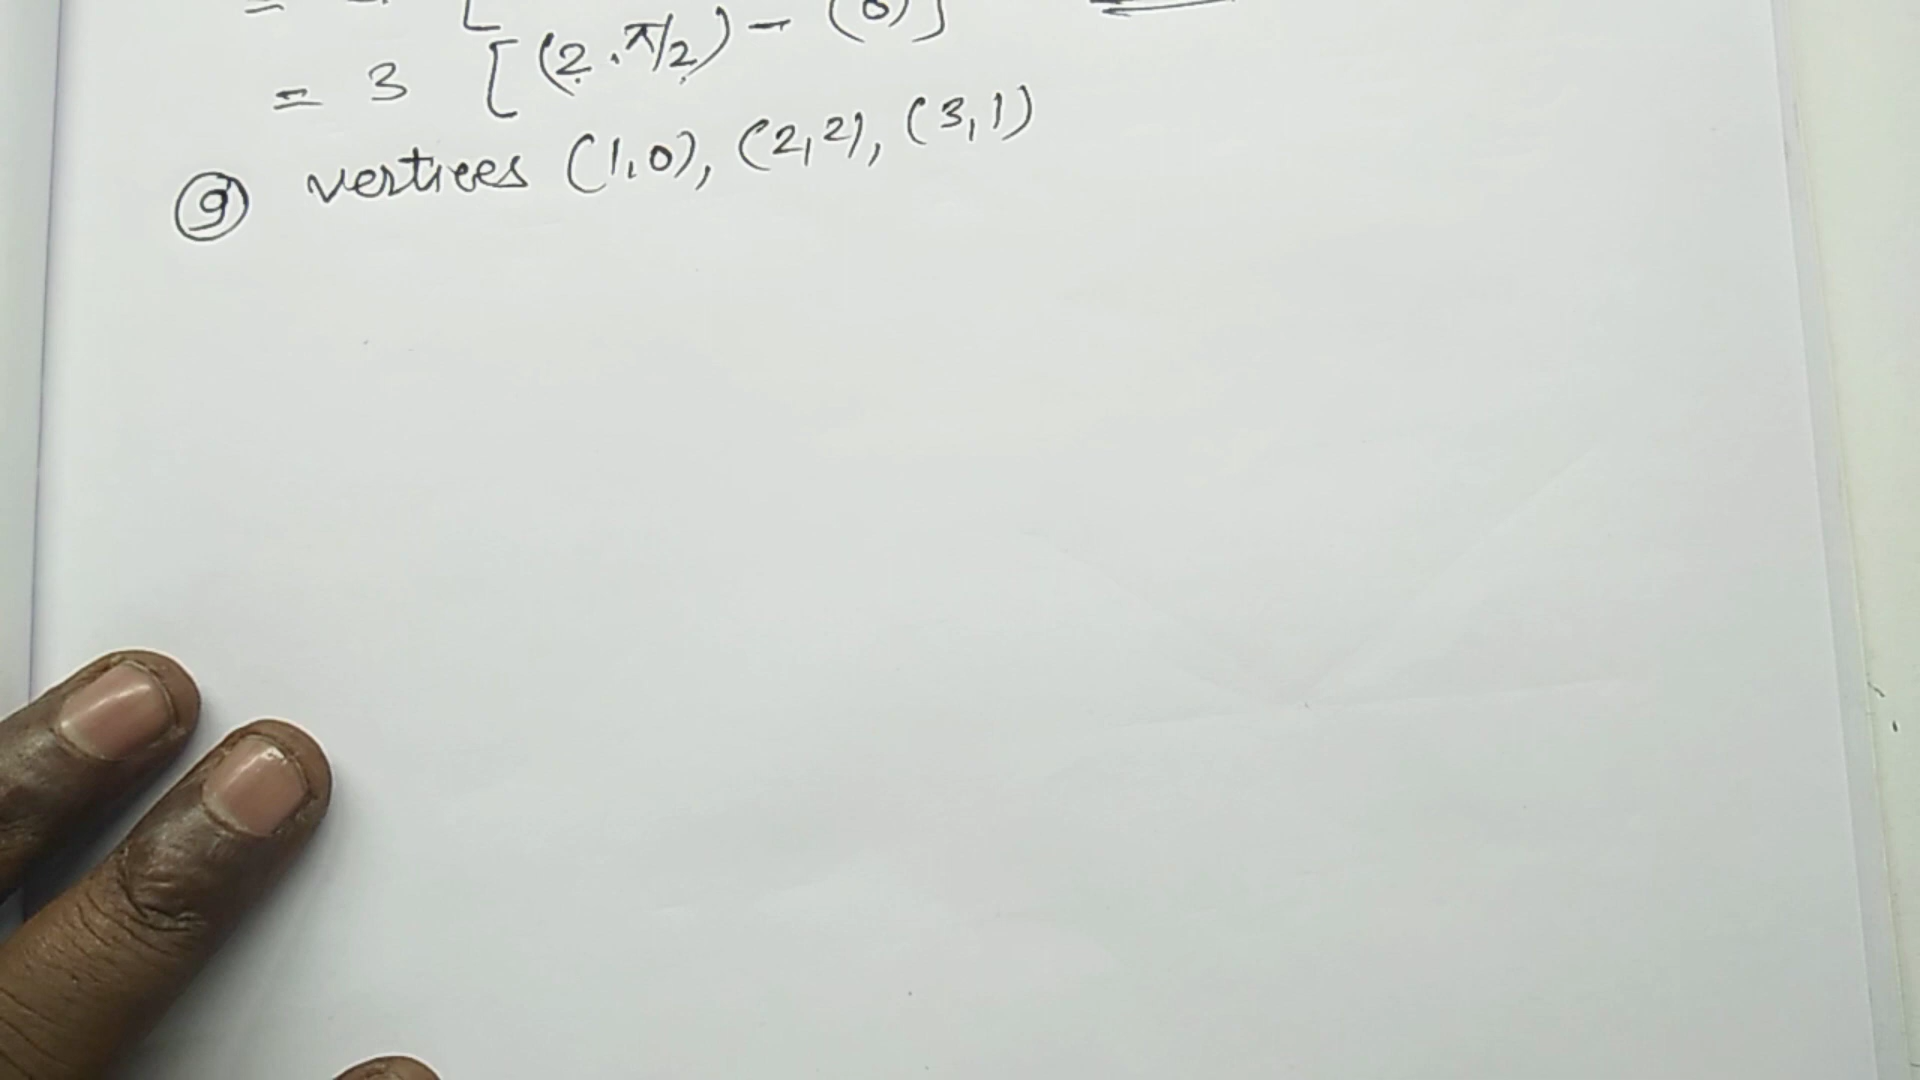 = [
= 3 [(2.π/2) - (0)]
⑨ vertices (1,0), (2,2), (3,1)